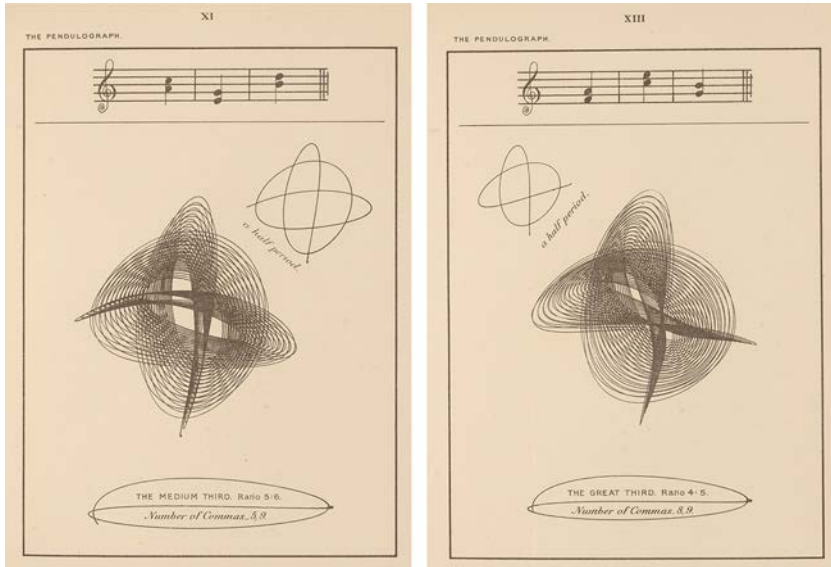 XI
THE PENDULOGRAPH.
a half period.
THE MEDIUM THIRD. Ratio 5:6.
Number of Commas, 5,9.
XIII
THE PENDULOGRAPH.
a half period.
THE GREAT THIRD. Ratio 4:5.
Number of Commas, 8,9.